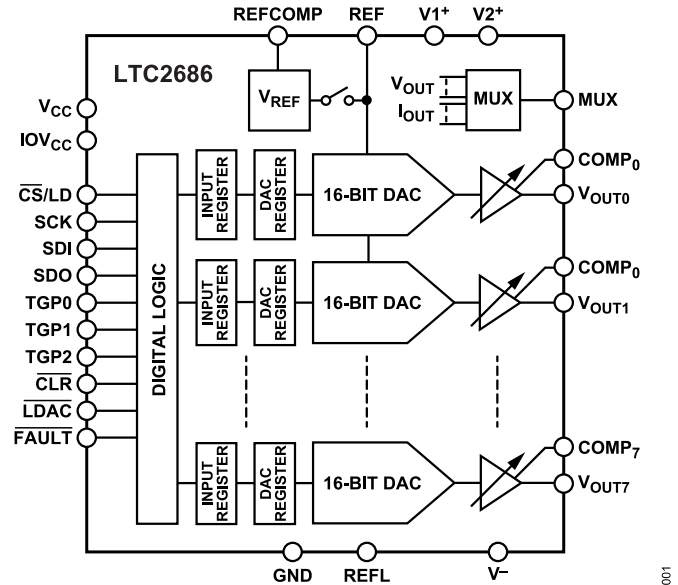 REFCOMP REF V1+ V2+
LTC2686
VCC
IOVCC
VREF
VOUT
IOUT
MUX
MUX
CS/LD
SCK
SDI
SDO
TGP0
TGP1
TGP2
CLR
LDAC
FAULT
DIGITAL LOGIC
INPUT
REGISTER
DAC
REGISTER
16-BIT DAC
COMP0
VOUT0
INPUT
REGISTER
DAC
REGISTER
16-BIT DAC
COMP0
VOUT1
INPUT
REGISTER
DAC
REGISTER
16-BIT DAC
COMP7
VOUT7
GND REFL V–
001